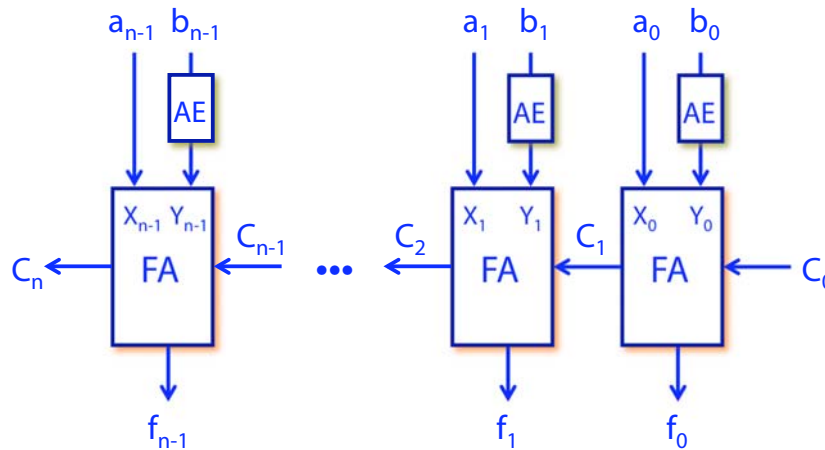 aₙ₋₁ bₙ₋₁ a₁ b₁ a₀ b₀
AE AE AE
Xₙ₋₁ Yₙ₋₁ X₁ Y₁ X₀ Y₀
Cₙ FA Cₙ₋₁ ••• C₂ FA C₁ FA C₀
fₙ₋₁ f₁ f₀